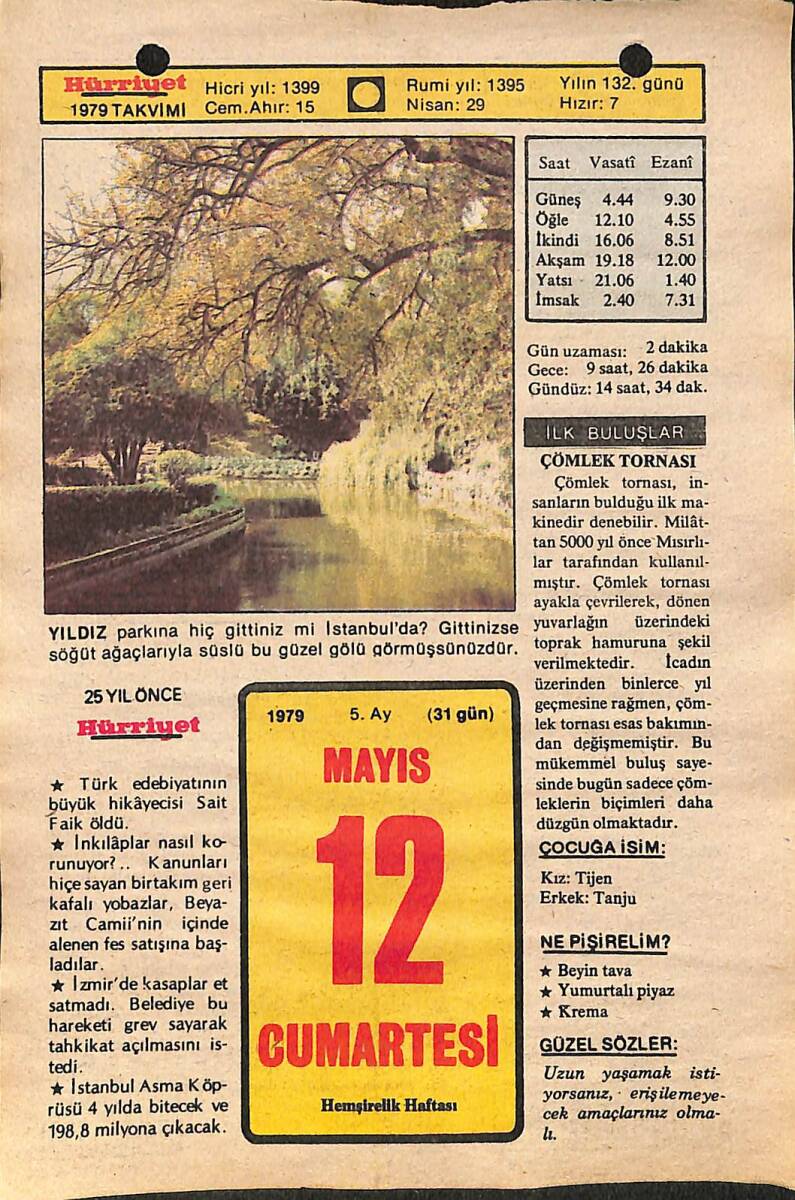 Hürriyet
1979 TAKVİMİ
Hicri yıl: 1399
Cem.Ahır: 15
Rumi yıl: 1395
Nisan: 29
Yılın 132. günü
Hızır: 7
Saat Vasatî Ezanî
Güneş 4.44 9.30
Öğle 12.10 4.55
İkindi 16.06 8.51
Akşam 19.18 12.00
Yatsı 21.06 1.40
İmsak 2.40 7.31
Gün uzaması: 2 dakika
Gece: 9 saat, 26 dakika
Gündüz: 14 saat, 34 dak.
YILDIZ parkına hiç gittiniz mi İstanbul'da? Gittinizse
söğüt ağaçlarıyla süslü bu güzel gölü görmüşsünüzdür.
İLK BULUŞLAR
ÇÖMLEK TORNASI
Çömlek tornası, in-
sanların bulduğu ilk ma-
kinedir denebilir. Milât-
tan 5000 yıl önce Mısırlı-
lar tarafından kullanıl-
mıştır. Çömlek tornası
ayakla çevrilerek, dönen
yuvarlağın üzerindeki
toprak hamuruna şekil
verilmektedir. İcadın
üzerinden binlerce yıl
geçmesine rağmen, çöm-
lek tornası esas bakımın-
dan değişmemiştir. Bu
mükemmel buluş saye-
sinde bugün sadece çöm-
leklerin biçimleri daha
düzgün olmaktadır.
ÇOCUĞA İSİM:
Kız: Tijen
Erkek: Tanju
NE PİŞİRELİM?
★ Beyin tava
★ Yumurtalı piyaz
★ Krema
GÜZEL SÖZLER:
Uzun yaşamak isti-
yorsanız, erişilemeye-
cek amaçlarınız olma-
lı.
25 YIL ÖNCE
Hürriyet
★ Türk edebiyatının
büyük hikâyecisi Sait
Faik öldü.
★ İnkılâplar nasıl ko-
runuyor?.. Kanunları
hiçe sayan birtakım geri
kafalı yobazlar, Beya-
zıt Camii'nin içinde
alenen fes satışına baş-
ladılar.
★ İzmir'de kasaplar et
satmadı. Belediye bu
hareketi grev sayarak
tahkikat açılmasını is-
tedi.
★ İstanbul Asma Köp-
rüsü 4 yılda bitecek ve
198,8 milyona çıkacak.
1979 5. Ay (31 gün)
MAYIS
12
CUMARTESİ
Hemşirelik Haftası